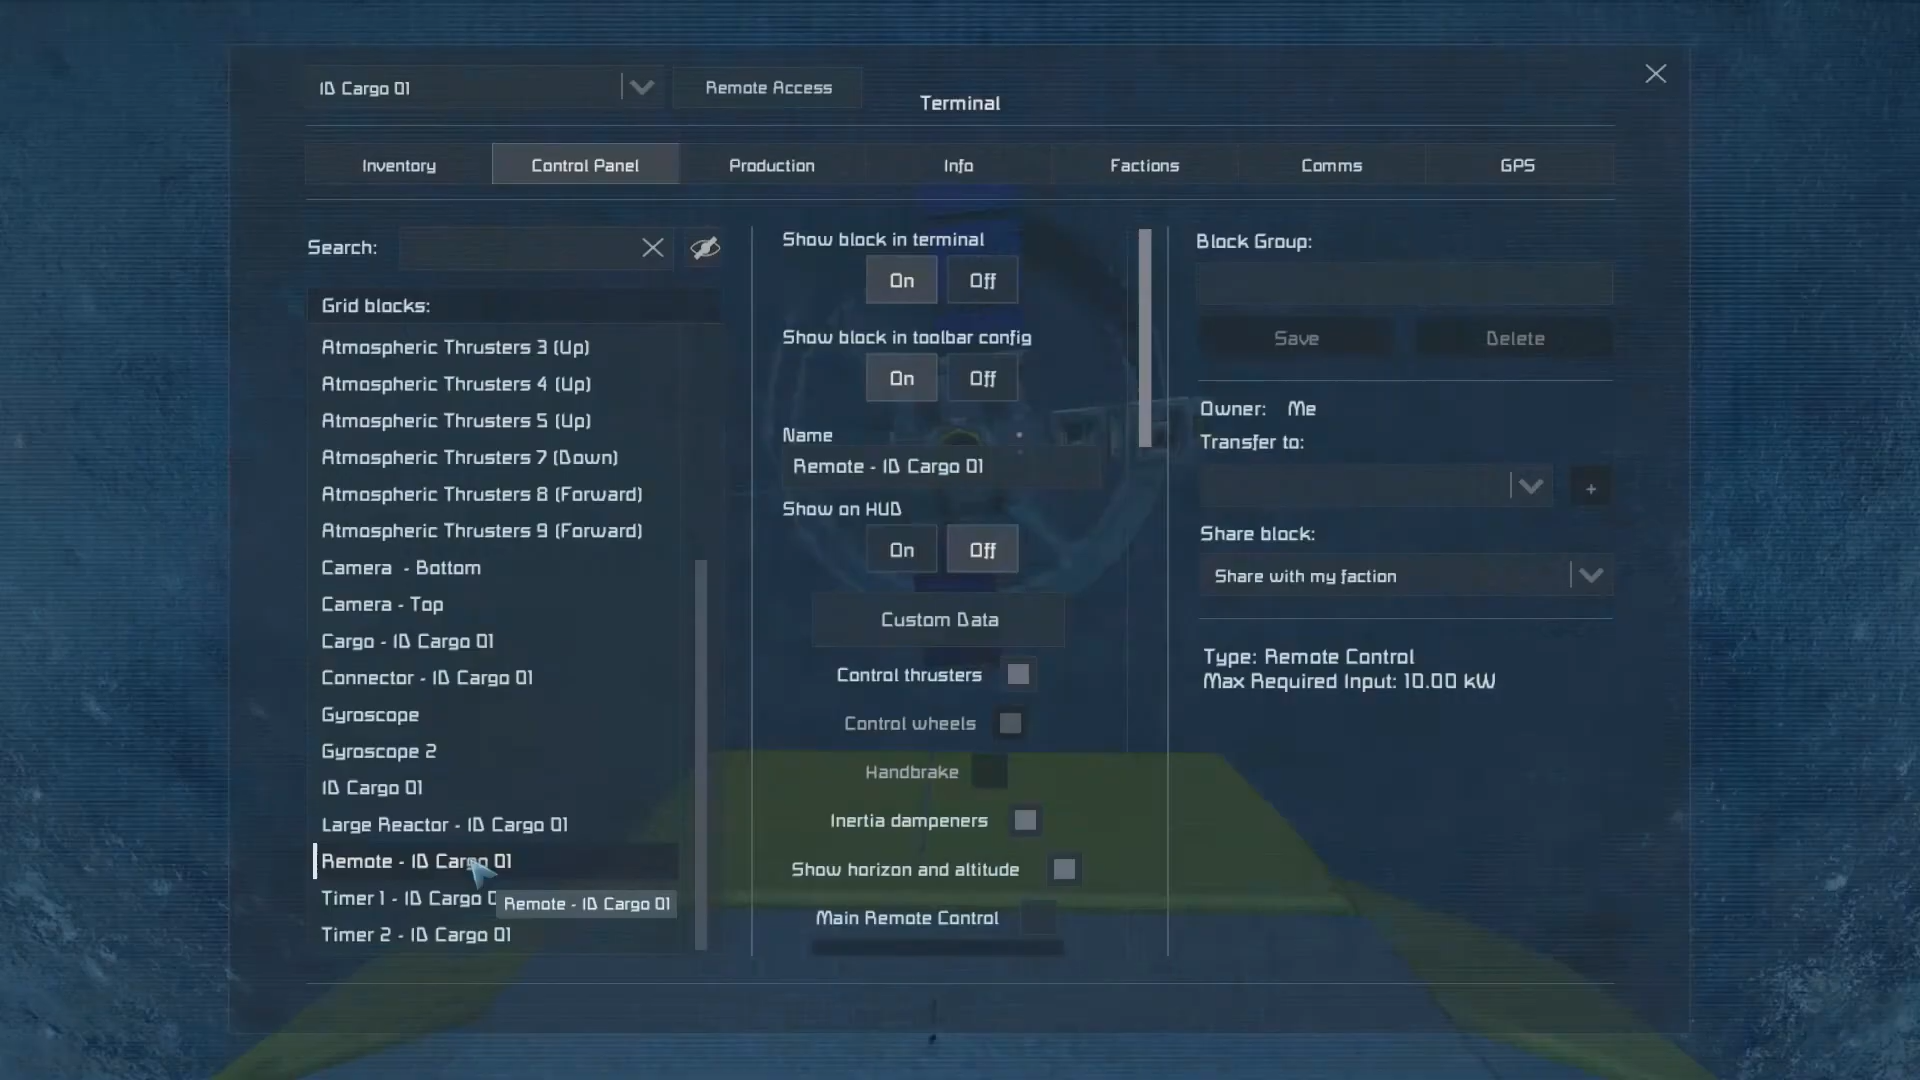 ID Cargo 01
Remote Access
Terminal
Inventory
Control Panel
Production
Info
Factions
Comms
GPS
Search:
Grid blocks:
Atmospheric Thrusters 3 (Up)
Atmospheric Thrusters 4 (Up)
Atmospheric Thrusters 5 (Up)
Atmospheric Thrusters 7 (Down)
Atmospheric Thrusters 8 (Forward)
Atmospheric Thrusters 9 (Forward)
Camera  - Bottom
Camera - Top
Cargo - ID Cargo 01
Connector - ID Cargo 01
Gyroscope
Gyroscope 2
ID Cargo 01
Large Reactor - ID Cargo 01
Remote - ID Cargo 01
Timer 1 - ID Cargo 0
Remote - ID Cargo 01
Timer 2 - ID Cargo 01
Show block in terminal
On
Off
Show block in toolbar config
On
Off
Name
Remote - ID Cargo 01
Show on HUD
On
Off
Custom Data
Control thrusters
Control wheels
Handbrake
Inertia dampeners
Show horizon and altitude
Main Remote Control
Block Group:
Save
Delete
Owner: Me
Transfer to:
+
Share block:
Share with my faction
Type: Remote Control
Max Required Input: 10.00 kW